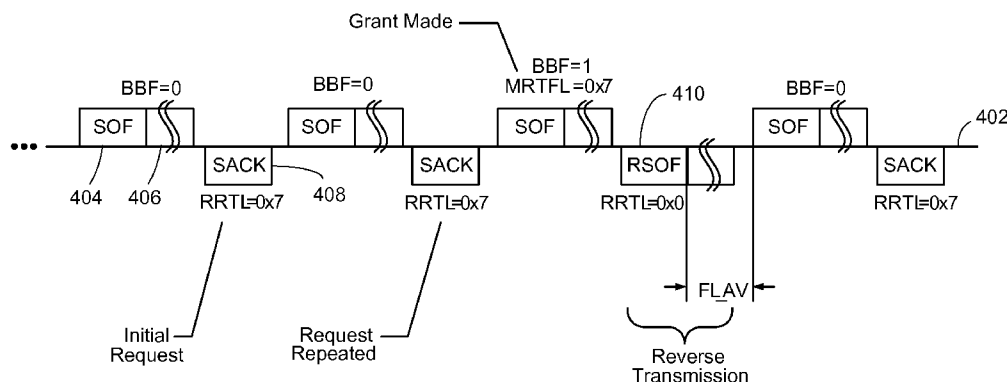 Grant Made
BBF=0
BBF=0
BBF=1
MRTFL=0x7
410
BBF=0
402
SOF
SOF
SOF
SOF
•••
404
406
SACK
408
SACK
RSOF
SACK
RRTL=0x7
RRTL=0x7
RRTL=0x0
RRTL=0x7
FL_AV
Initial
Request
Request
Repeated
Reverse
Transmission